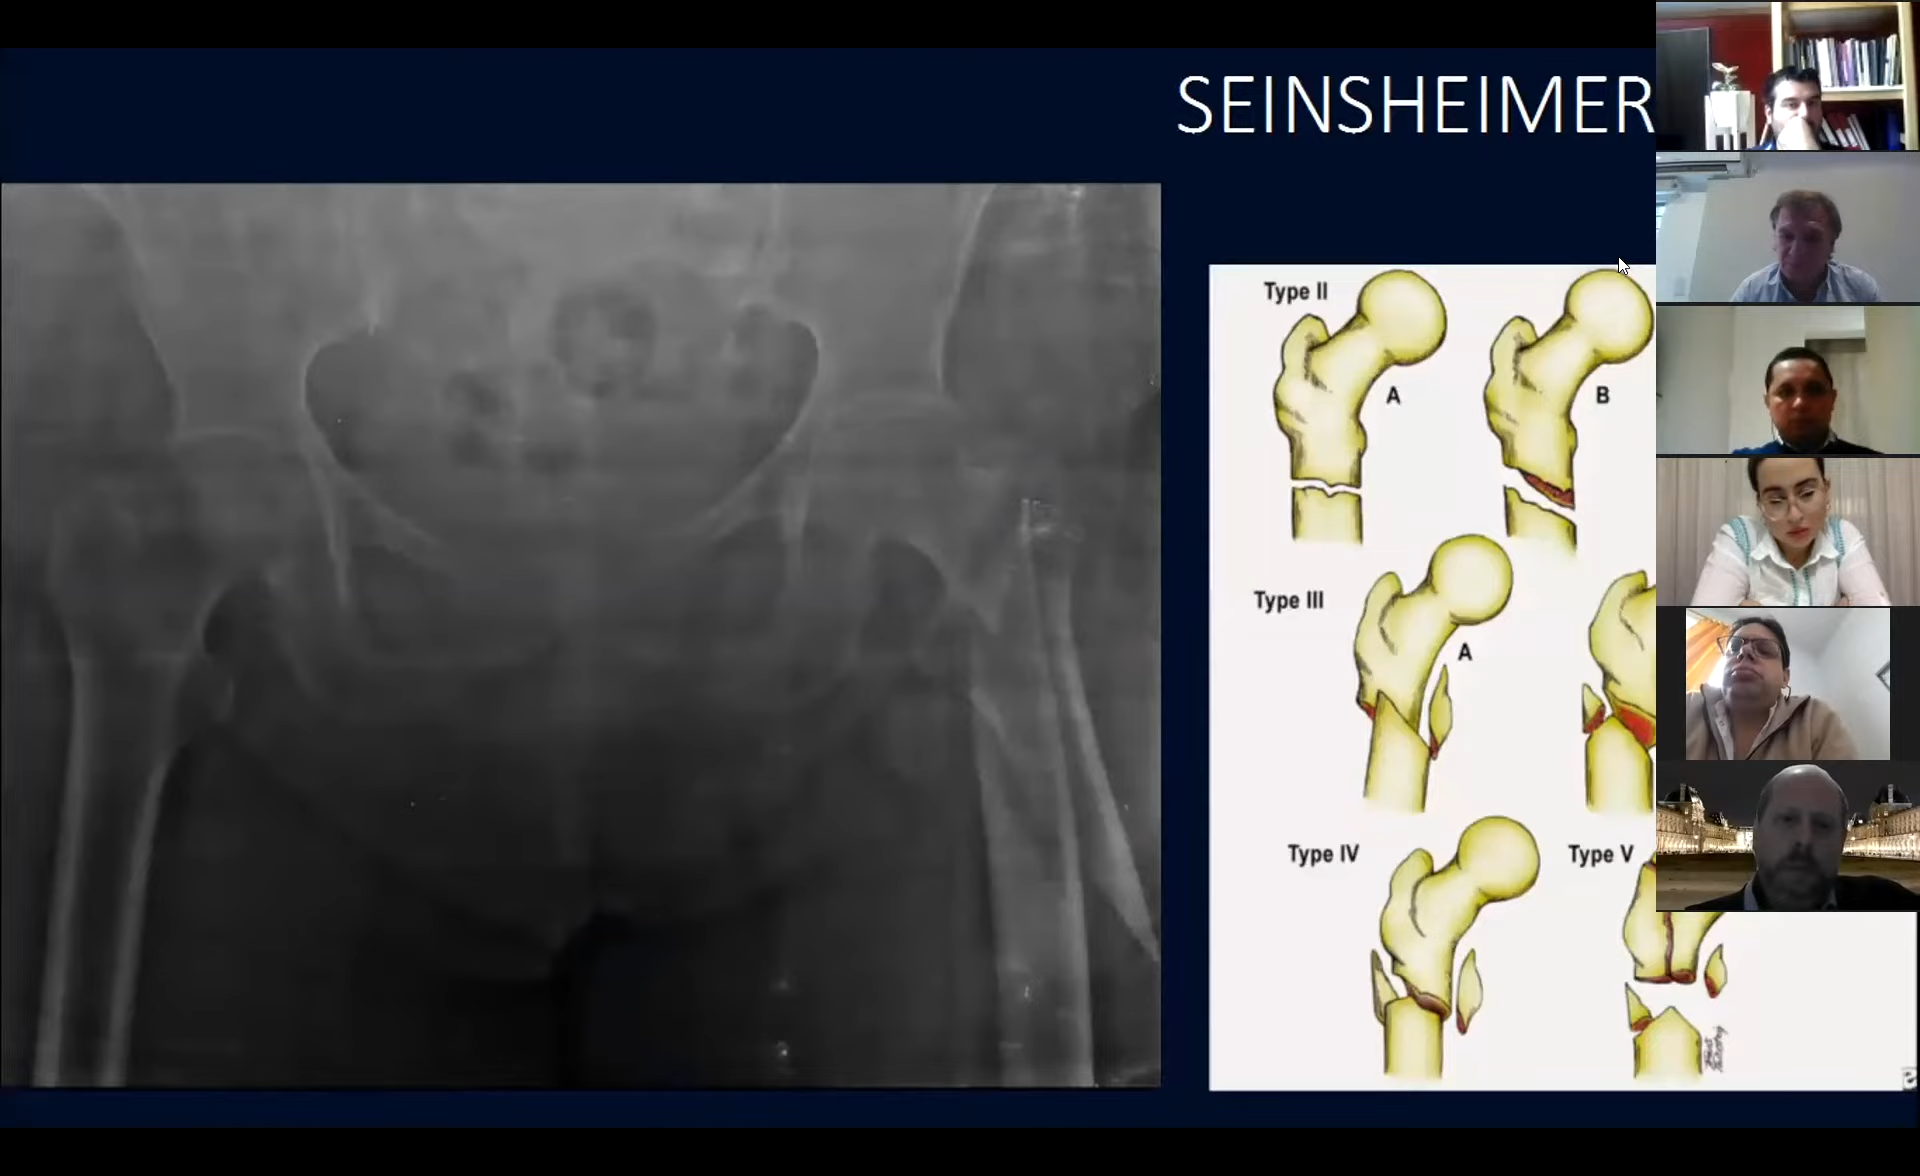 SEINSHEIMER
Type II
A
B
Type III
A
Type IV
Type V